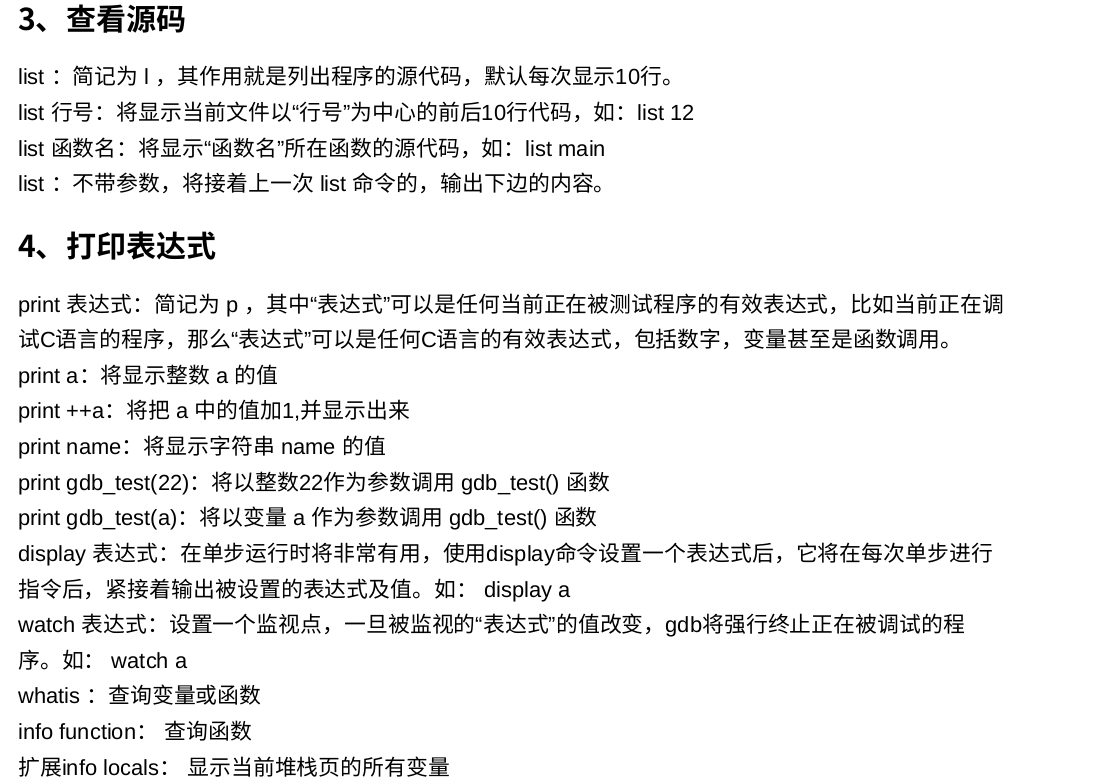 3、查看源码
list ：简记为 l ，其作用就是列出程序的源代码，默认每次显示10行。
list 行号：将显示当前文件以“行号”为中心的前后10行代码，如：list 12
list 函数名：将显示“函数名”所在函数的源代码，如：list main
list ：不带参数，将接着上一次 list 命令的，输出下边的内容。
4、打印表达式
print 表达式：简记为 p ，其中“表达式”可以是任何当前正在被测试程序的有效表达式，比如当前正在调
试C语言的程序，那么“表达式”可以是任何C语言的有效表达式，包括数字，变量甚至是函数调用。
print a：将显示整数 a 的值
print ++a：将把 a 中的值加1,并显示出来
print name：将显示字符串 name 的值
print gdb_test(22)：将以整数22作为参数调用 gdb_test() 函数
print gdb_test(a)：将以变量 a 作为参数调用 gdb_test() 函数
display 表达式：在单步运行时将非常有用，使用display命令设置一个表达式后，它将在每次单步进行
指令后，紧接着输出被设置的表达式及值。如： display a
watch 表达式：设置一个监视点，一旦被监视的“表达式”的值改变，gdb将强行终止正在被调试的程
序。如： watch a
whatis ：查询变量或函数
info function： 查询函数
扩展info locals： 显示当前堆栈页的所有变量